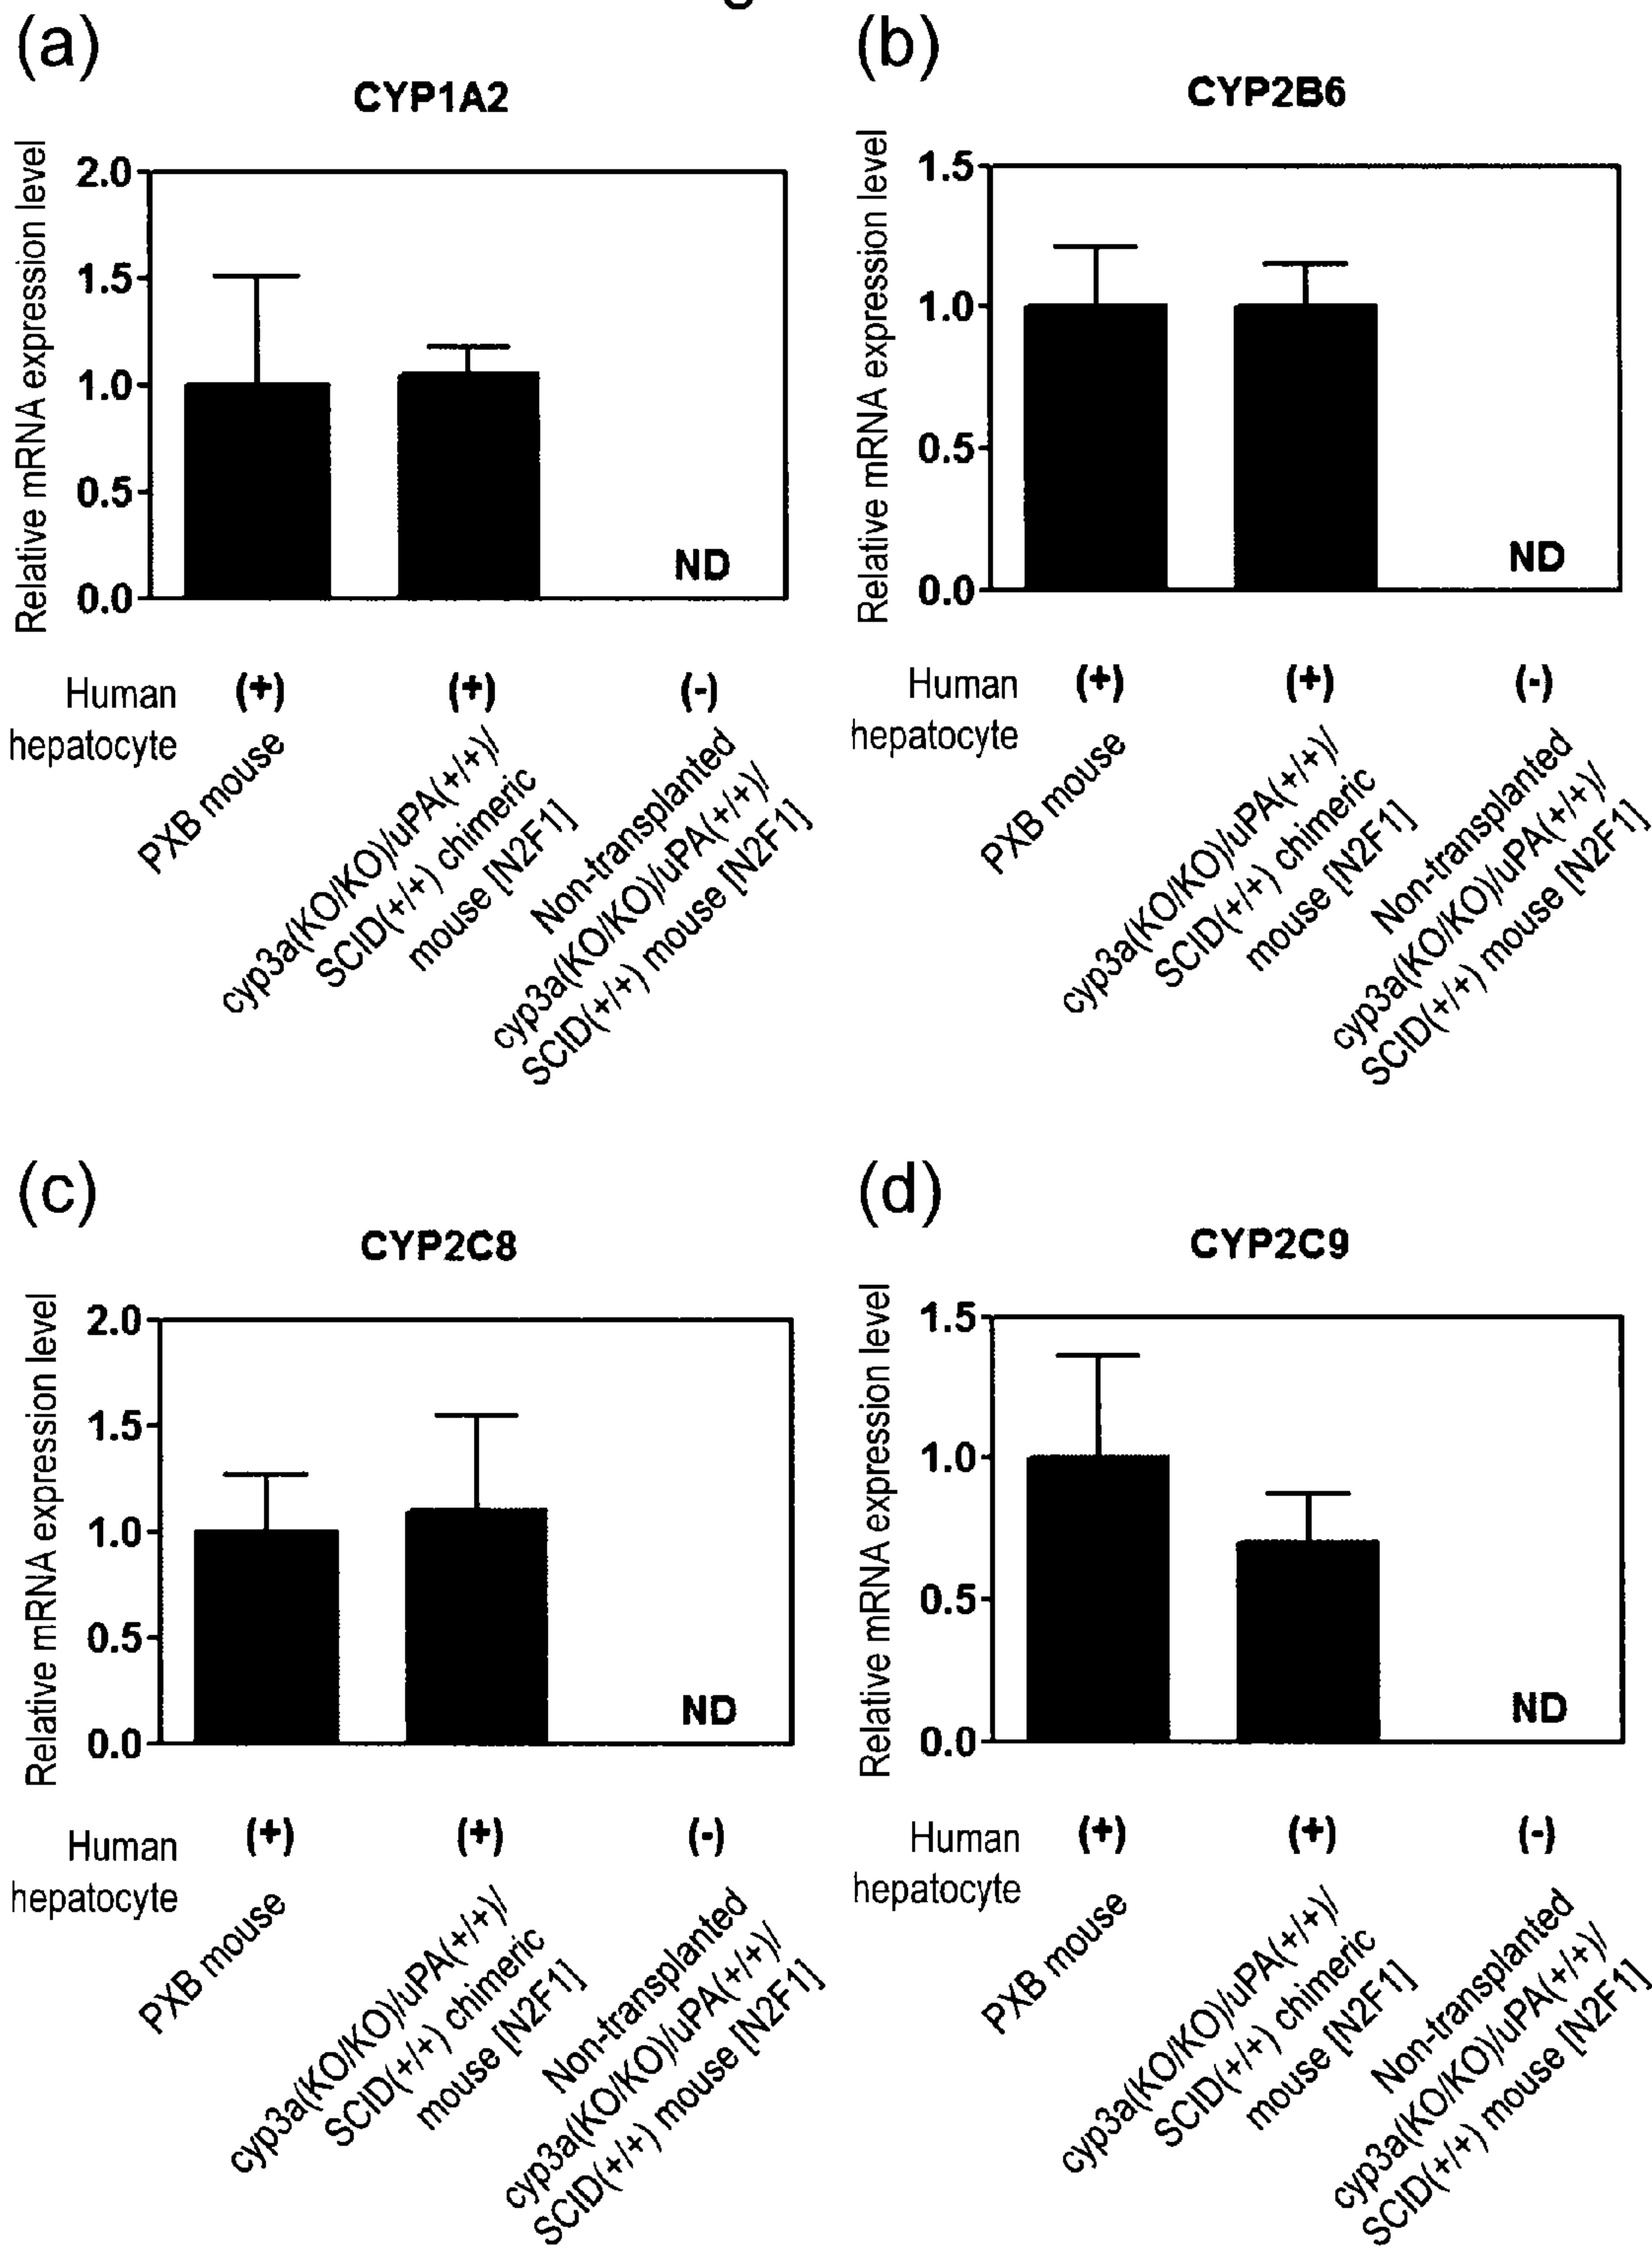 (a)
CYP1A2
Relative mRNA expression level
2.0
1.5
1.0
0.5
0.0
ND
Human
hepatocyte
(+)
(+)
(-)
PXB mouse
cyp3a(KO/KO)/uPA(+/+)/
SCID(+/+) chimeric
mouse [N2F1]
Non-transplanted
cyp3a(KO/KO)/uPA(+/+)/
SCID(+/+) mouse [N2F1]
(b)
CYP2B6
Relative mRNA expression level
1.5
1.0
0.5
0.0
ND
Human
hepatocyte
(+)
(+)
(-)
PXB mouse
cyp3a(KO/KO)/uPA(+/+)/
SCID(+/+) chimeric
mouse [N2F1]
Non-transplanted
cyp3a(KO/KO)/uPA(+/+)/
SCID(+/+) mouse [N2F1]
(c)
CYP2C8
Relative mRNA expression level
2.0
1.5
1.0
0.5
0.0
ND
Human
hepatocyte
(+)
(+)
(-)
PXB mouse
cyp3a(KO/KO)/uPA(+/+)/
SCID(+/+) chimeric
mouse [N2F1]
Non-transplanted
cyp3a(KO/KO)/uPA(+/+)/
SCID(+/+) mouse [N2F1]
(d)
CYP2C9
Relative mRNA expression level
1.5
1.0
0.5
0.0
ND
Human
hepatocyte
(+)
(+)
(-)
PXB mouse
cyp3a(KO/KO)/uPA(+/+)/
SCID(+/+) chimeric
mouse [N2F1]
Non-transplanted
cyp3a(KO/KO)/uPA(+/+)/
SCID(+/+) mouse [N2F1]